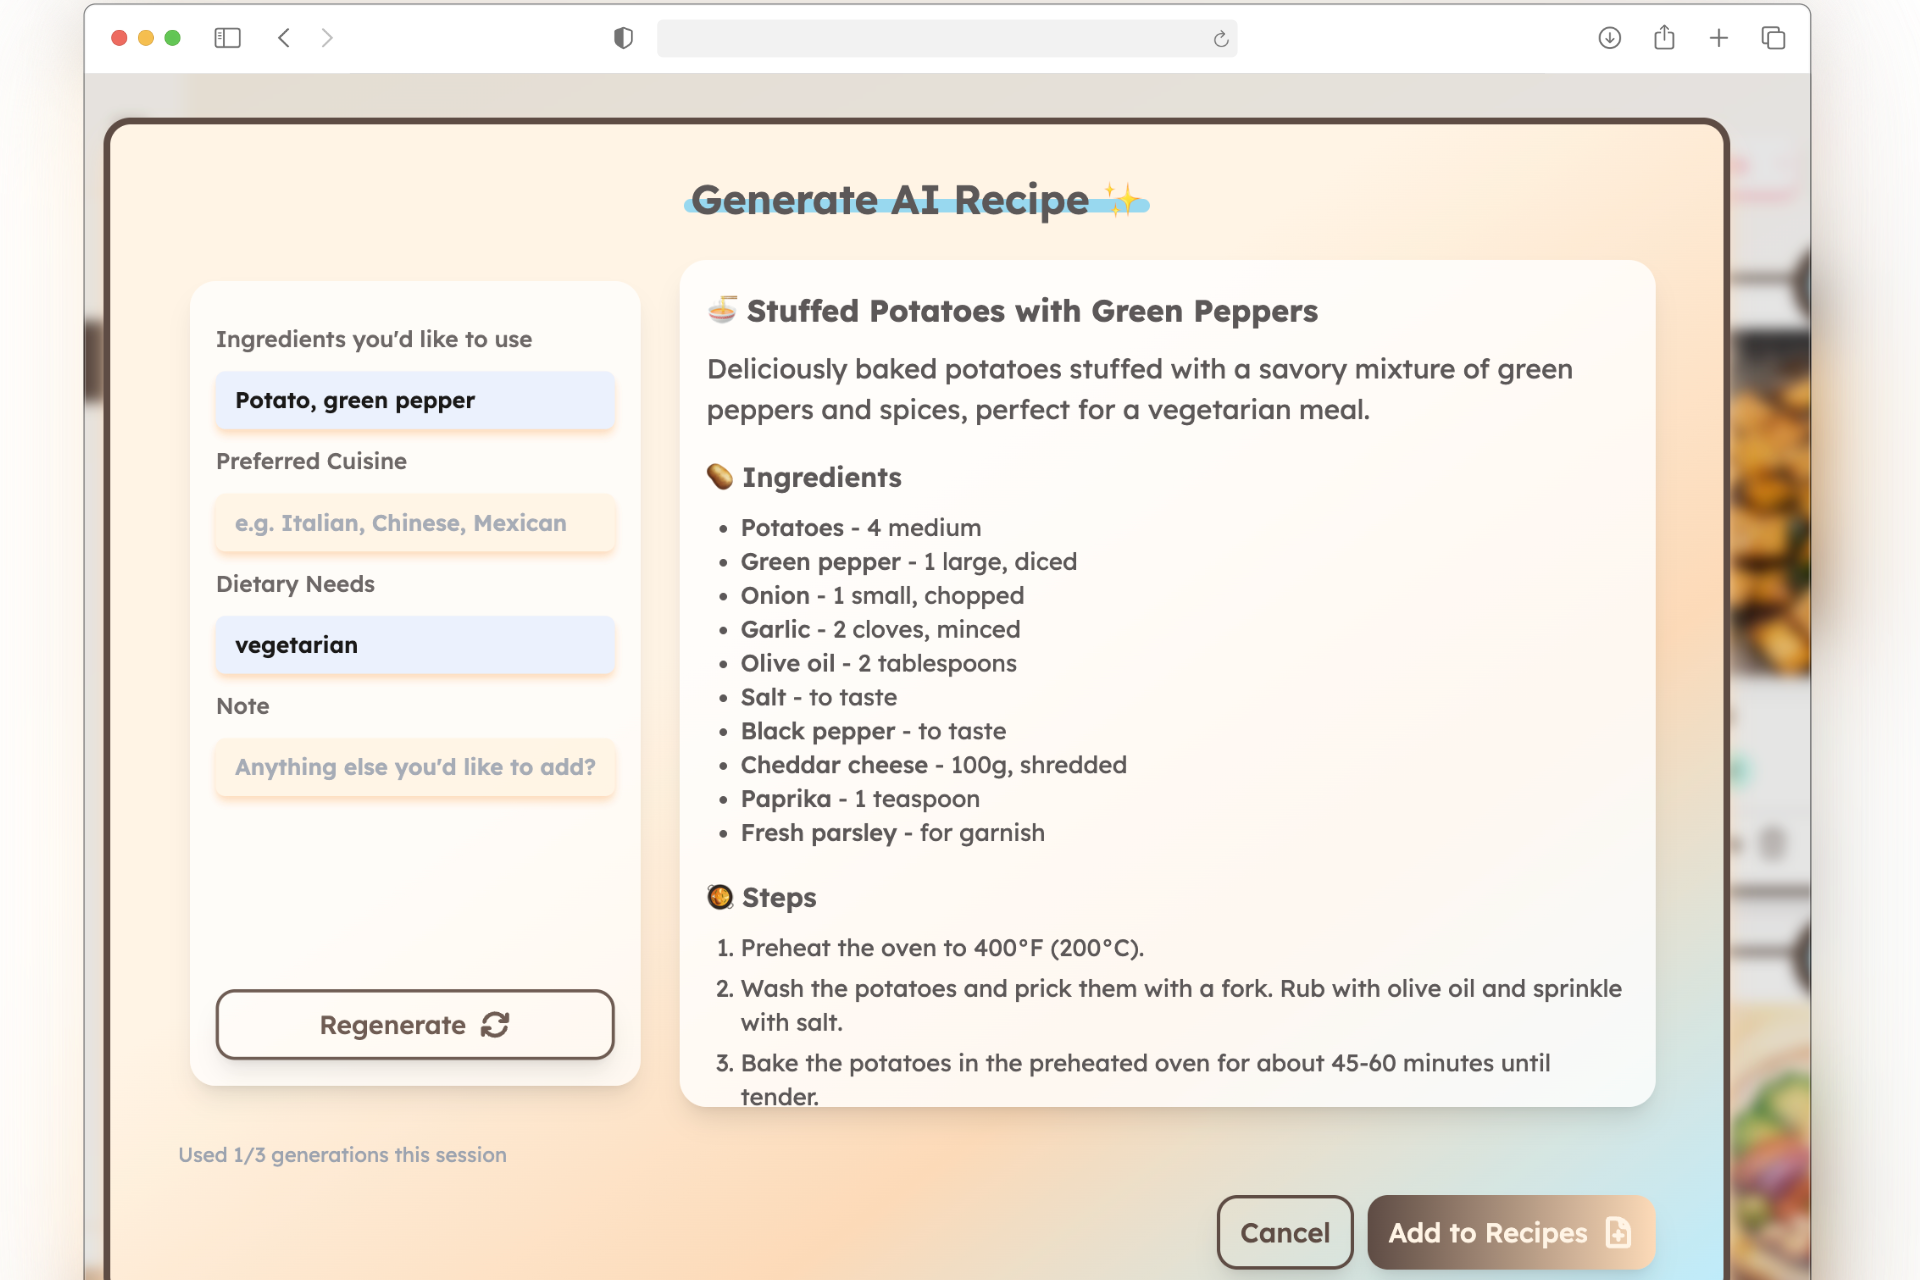 Generate AI Recipe ✨
Ingredients you'd like to use
Potato, green pepper
Preferred Cuisine
e.g. Italian, Chinese, Mexican
Dietary Needs
vegetarian
Note
Anything else you'd like to add?
Regenerate
🍜 Stuffed Potatoes with Green Peppers
Deliciously baked potatoes stuffed with a savory mixture of green
peppers and spices, perfect for a vegetarian meal.
🥔 Ingredients
• Potatoes - 4 medium
• Green pepper - 1 large, diced
• Onion - 1 small, chopped
• Garlic - 2 cloves, minced
• Olive oil - 2 tablespoons
• Salt - to taste
• Black pepper - to taste
• Cheddar cheese - 100g, shredded
• Paprika - 1 teaspoon
• Fresh parsley - for garnish
🥘 Steps
1. Preheat the oven to 400°F (200°C).
2. Wash the potatoes and prick them with a fork. Rub with olive oil and sprinkle
with salt.
3. Bake the potatoes in the preheated oven for about 45-60 minutes until
tender.
Used 1/3 generations this session
Cancel
Add to Recipes